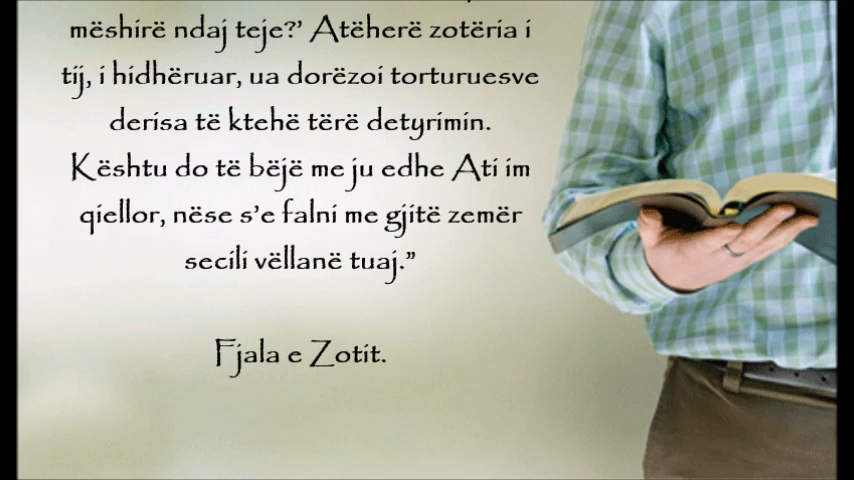 mëshirë ndaj teje?’ Atëherë zotëria i
tij, i hidhëruar, ua dorëzoi torturuesve
derisa të ktehë tërë detyrimin.
Kështu do të bëjë me ju edhe Ati im
qiellor, nëse s’e falni me gjitë zemër
secili vëllanë tuaj.”
Fjala e Zotit.